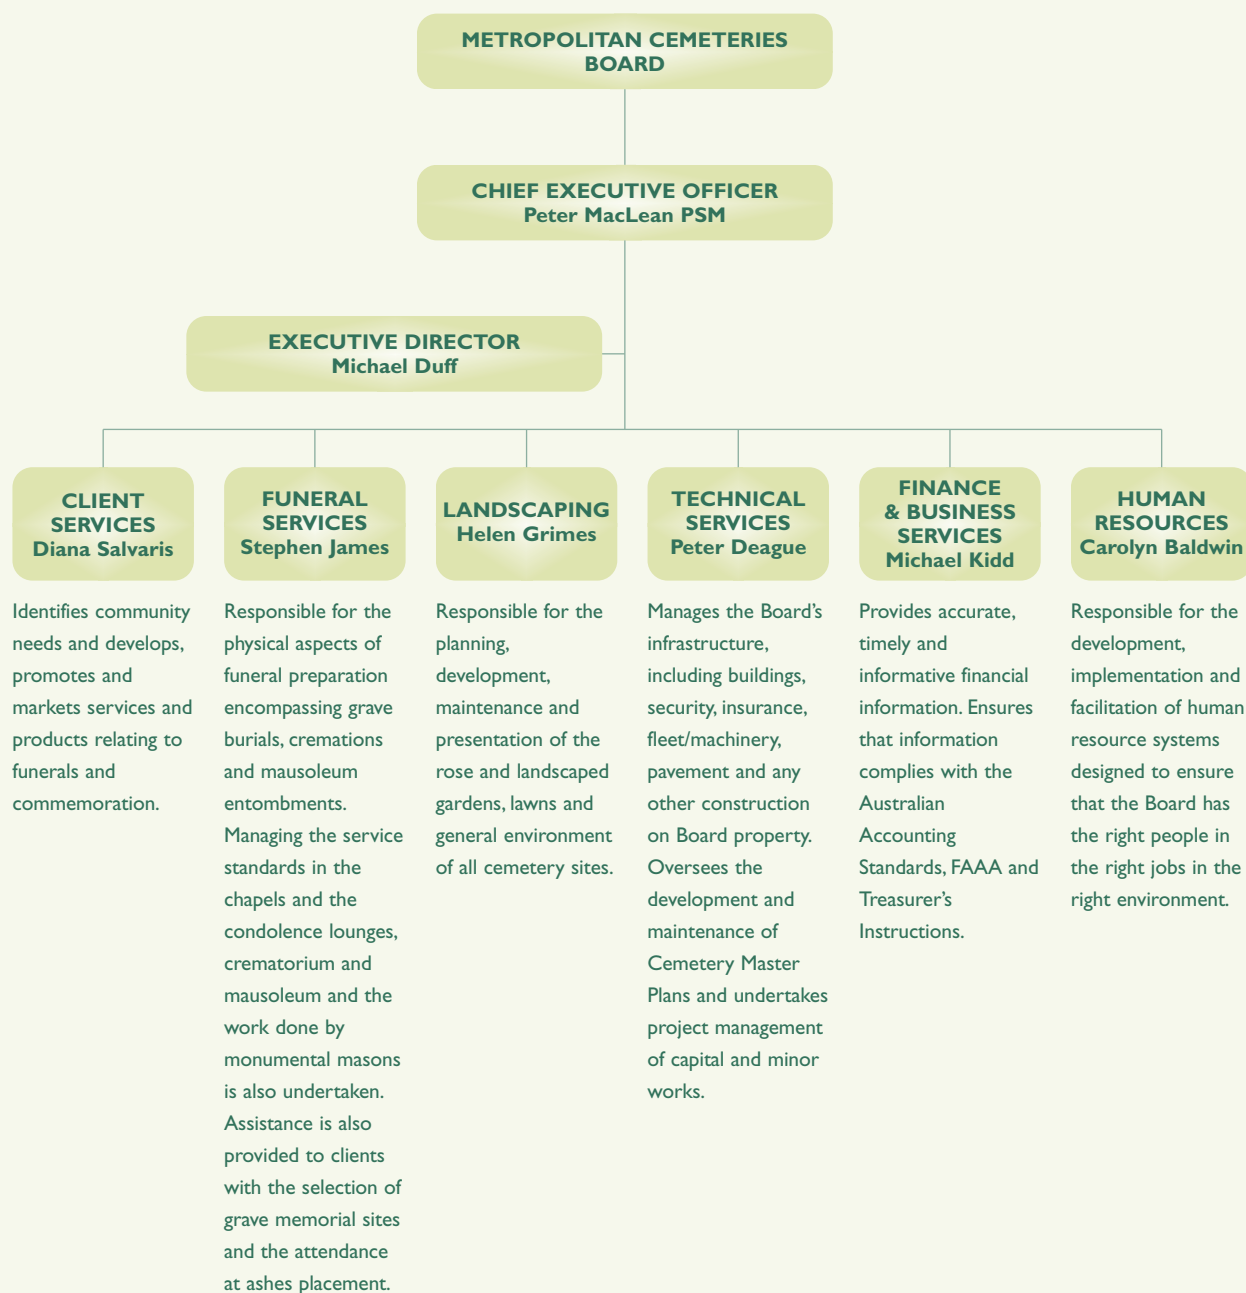 METROPOLITAN CEMETERIES
BOARD
CHIEF EXECUTIVE OFFICER
Peter MacLean PSM
EXECUTIVE DIRECTOR
Michael Duff
CLIENT
SERVICES
Diana Salvaris
Identifies community
needs and develops,
promotes and
markets services and
products relating to
funerals and
commemoration.
FUNERAL
SERVICES
Stephen James
Responsible for the
physical aspects of
funeral preparation
encompassing grave
burials, cremations
and mausoleum
entombments.
Managing the service
standards in the
chapels and the
condolence lounges,
crematorium and
mausoleum and the
work done by
monumental masons
is also undertaken.
Assistance is also
provided to clients
with the selection of
grave memorial sites
and the attendance
at ashes placement.
LANDSCAPING
Helen Grimes
Responsible for the
planning,
development,
maintenance and
presentation of the
rose and landscaped
gardens, lawns and
general environment
of all cemetery sites.
TECHNICAL
SERVICES
Peter Deague
Manages the Board's
infrastructure,
including buildings,
security, insurance,
fleet/machinery,
pavement and any
other construction
on Board property.
Oversees the
development and
maintenance of
Cemetery Master
Plans and undertakes
project management
of capital and minor
works.
FINANCE
& BUSINESS
SERVICES
Michael Kidd
Provides accurate,
timely and
informative financial
information. Ensures
that information
complies with the
Australian
Accounting
Standards, FAAA and
Treasurer's
Instructions.
HUMAN
RESOURCES
Carolyn Baldwin
Responsible for the
development,
implementation and
facilitation of human
resource systems
designed to ensure
that the Board has
the right people in
the right jobs in the
right environment.